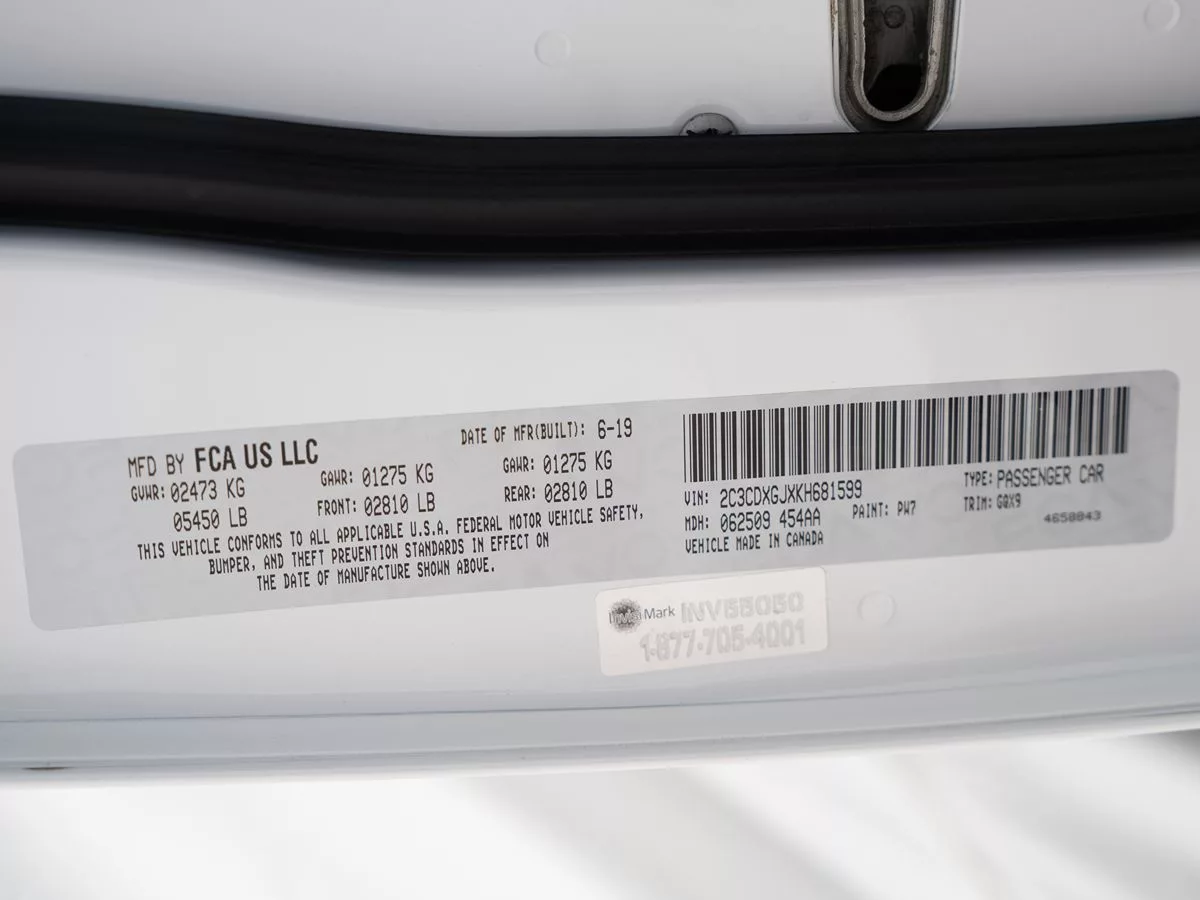 MFD BY FCA US LLC
DATE OF MFR(BUILT): 6-19
GVWR: 02473 KG
GAWR: 01275 KG
GAWR: 01275 KG
05450 LB
FRONT: 02810 LB
REAR: 02810 LB
THIS VEHICLE CONFORMS TO ALL APPLICABLE U.S.A. FEDERAL MOTOR VEHICLE SAFETY,
BUMPER, AND THEFT PREVENTION STANDARDS IN EFFECT ON
THE DATE OF MANUFACTURE SHOWN ABOVE.
VIN: 2C3CDXGJXKH681599
TYPE: PASSENGER CAR
MDH: 062509 454AA
PAINT: PW7
TRIM: GQX9
VEHICLE MADE IN CANADA
4658843
Mark
1-877-705-4001